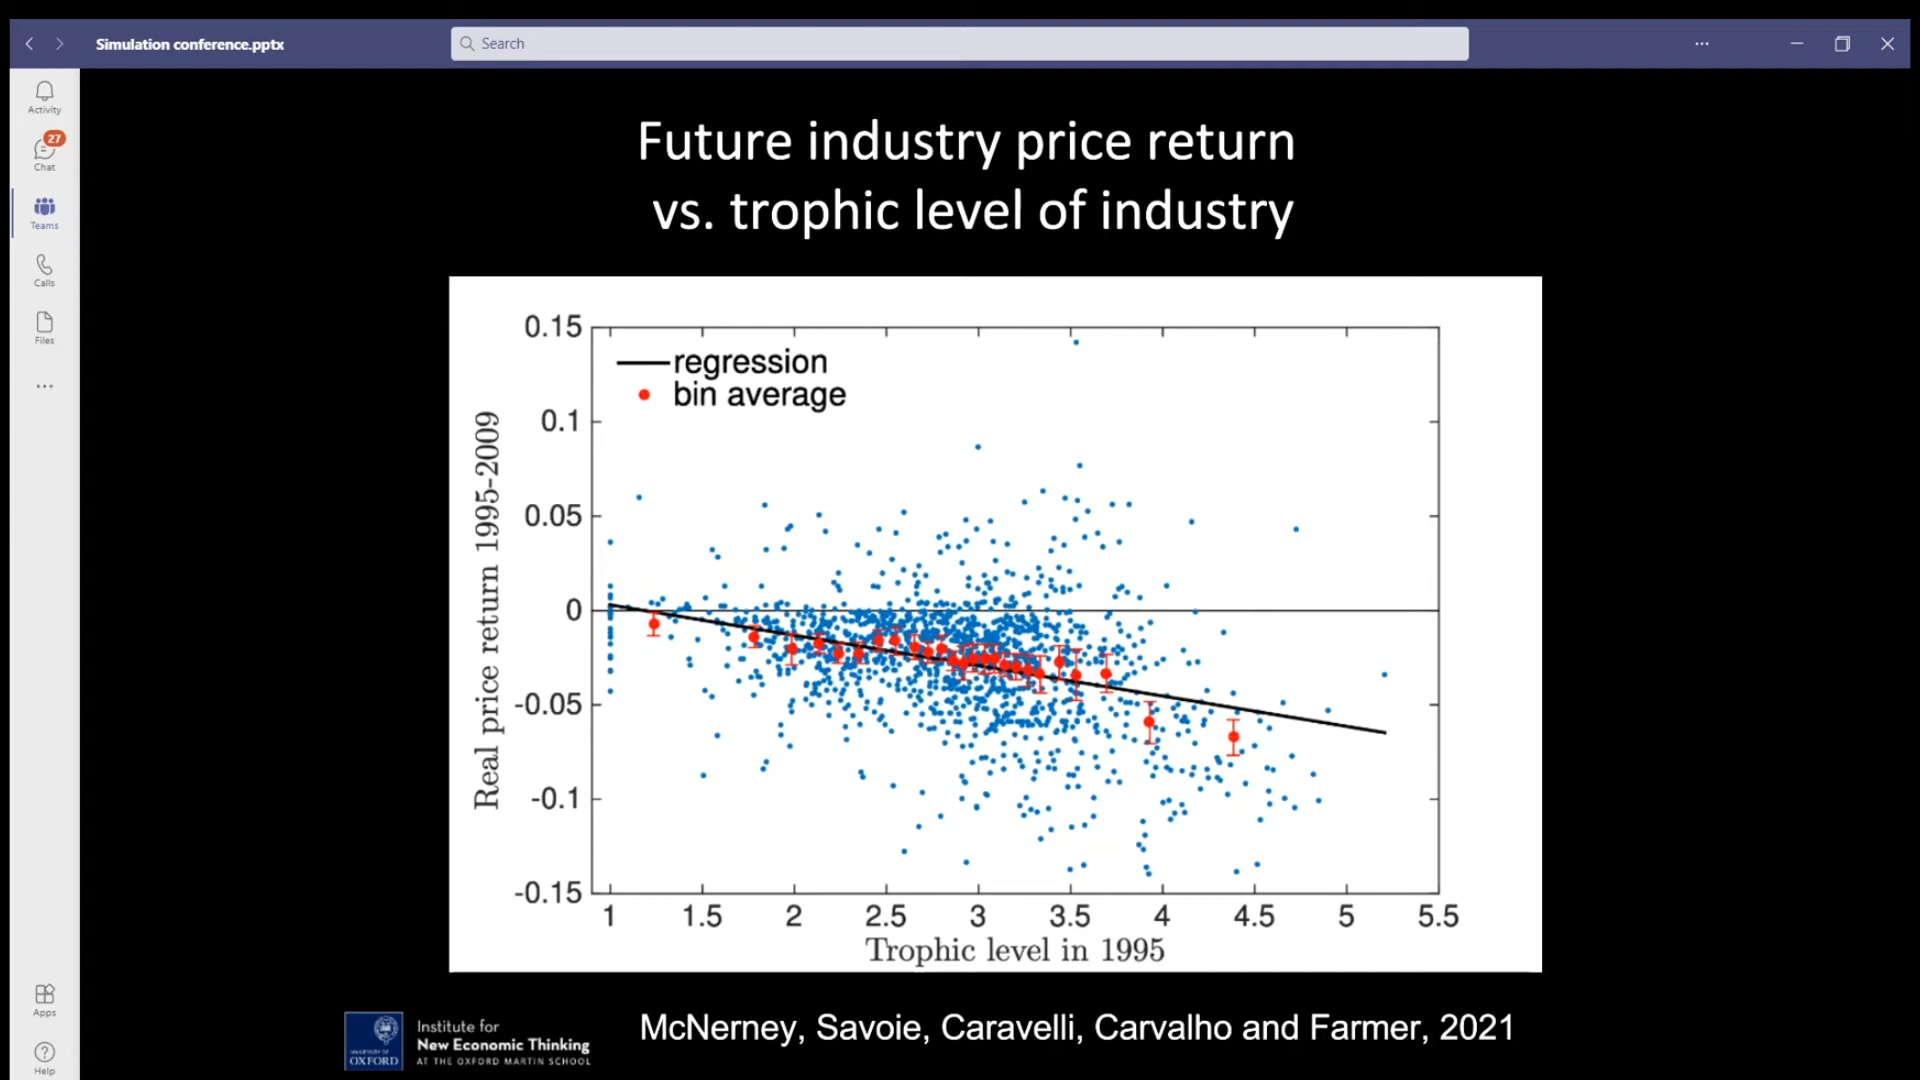 Simulation conference.pptx
Search
Activity
27
Chat
Teams
Calls
Files
Apps
Help
Future industry price return
vs. trophic level of industry
regression
bin average
0.15
0.1
0.05
0
-0.05
-0.1
-0.15
Real price return 1995-2009
1 1.5 2 2.5 3 3.5 4 4.5 5 5.5
Trophic level in 1995
UNIVERSITY OF
OXFORD
Institute for
New Economic Thinking
AT THE OXFORD MARTIN SCHOOL
McNerney, Savoie, Caravelli, Carvalho and Farmer, 2021